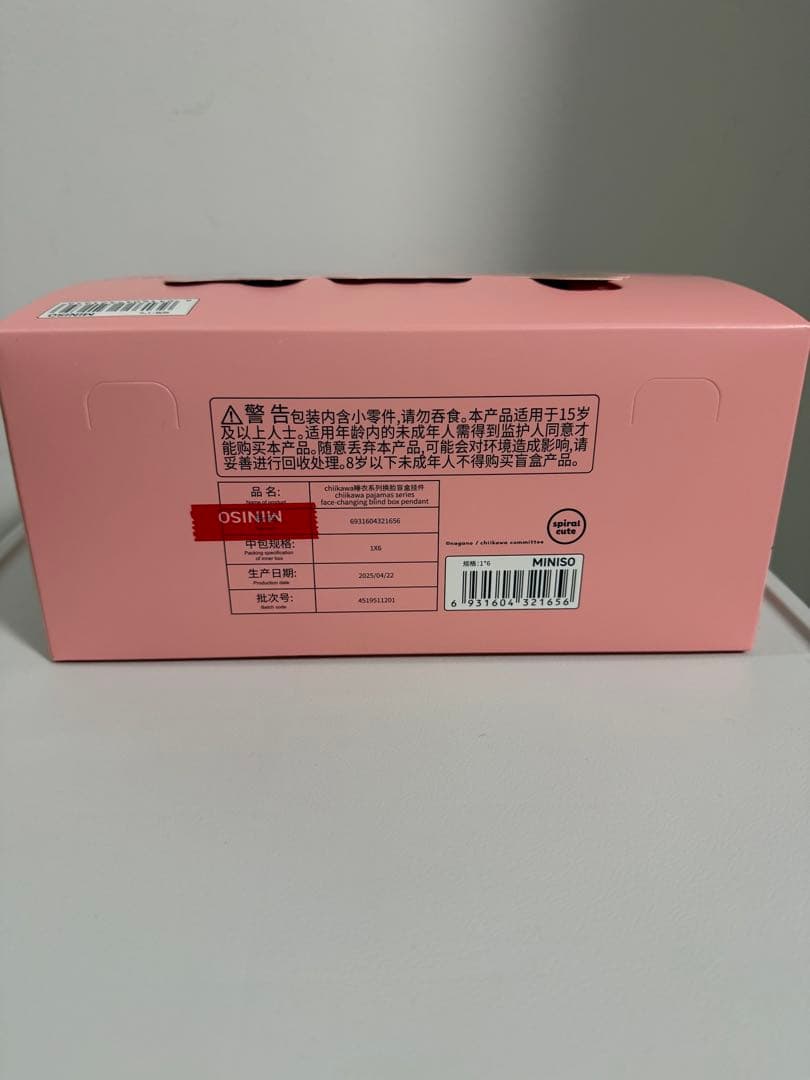 MINISO
⚠警 告包装内含小零件,请勿吞食。本产品适用于15岁
及以上人士。适用年龄内的未成年人需得到监护人同意才
能购买本产品。随意丢弃本产品,可能会对环境造成影响,请
妥善进行回收处理。8岁以下未成年人不得购买盲盒产品。
品 名:
Name of product
chiikawa睡衣系列换脸盲盒挂件
chiikawa pajamas series
face-changing blind box pendant
MINISO
6931604321656
中包规格:
Packing specification
of inner box
1X6
生产日期:
Production date
2025/04/22
批次号:
Batch code
4519511201
spiral
cute
©nagano / chiikawa committee
规格:1*6
MINISO
6 931604 321656